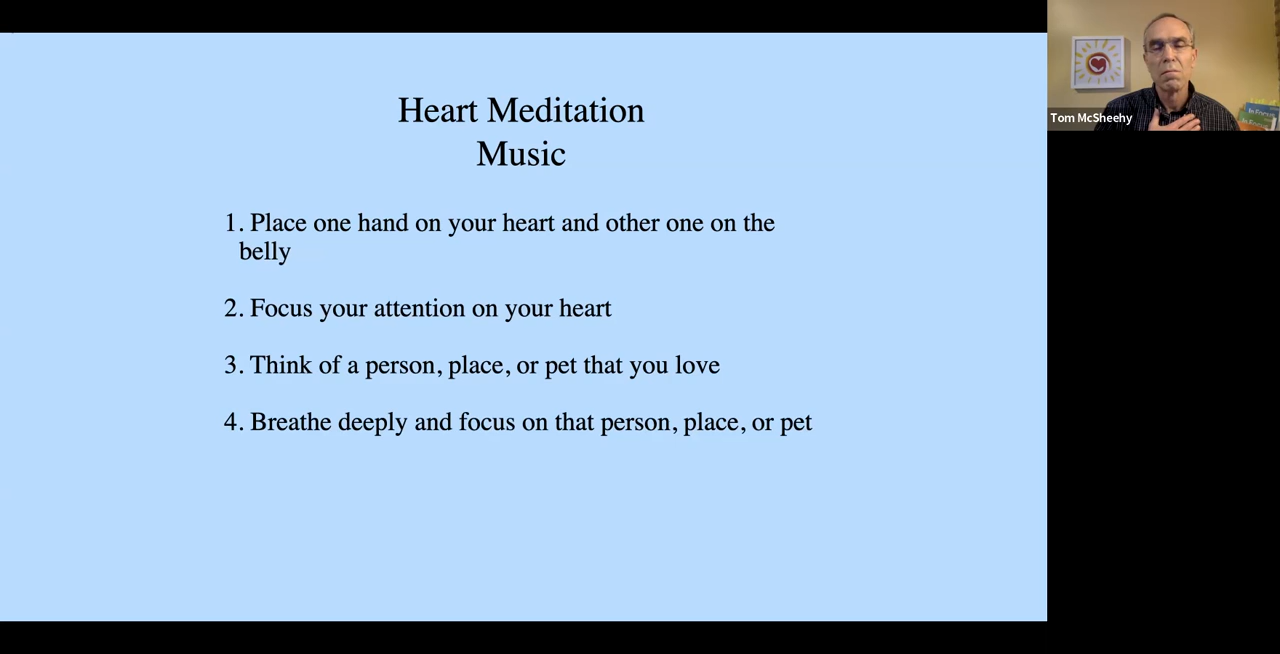 Heart Meditation
Music
1. Place one hand on your heart and other one on the
belly
2. Focus your attention on your heart
3. Think of a person, place, or pet that you love
4. Breathe deeply and focus on that person, place, or pet
Tom McSheehy
In Focus